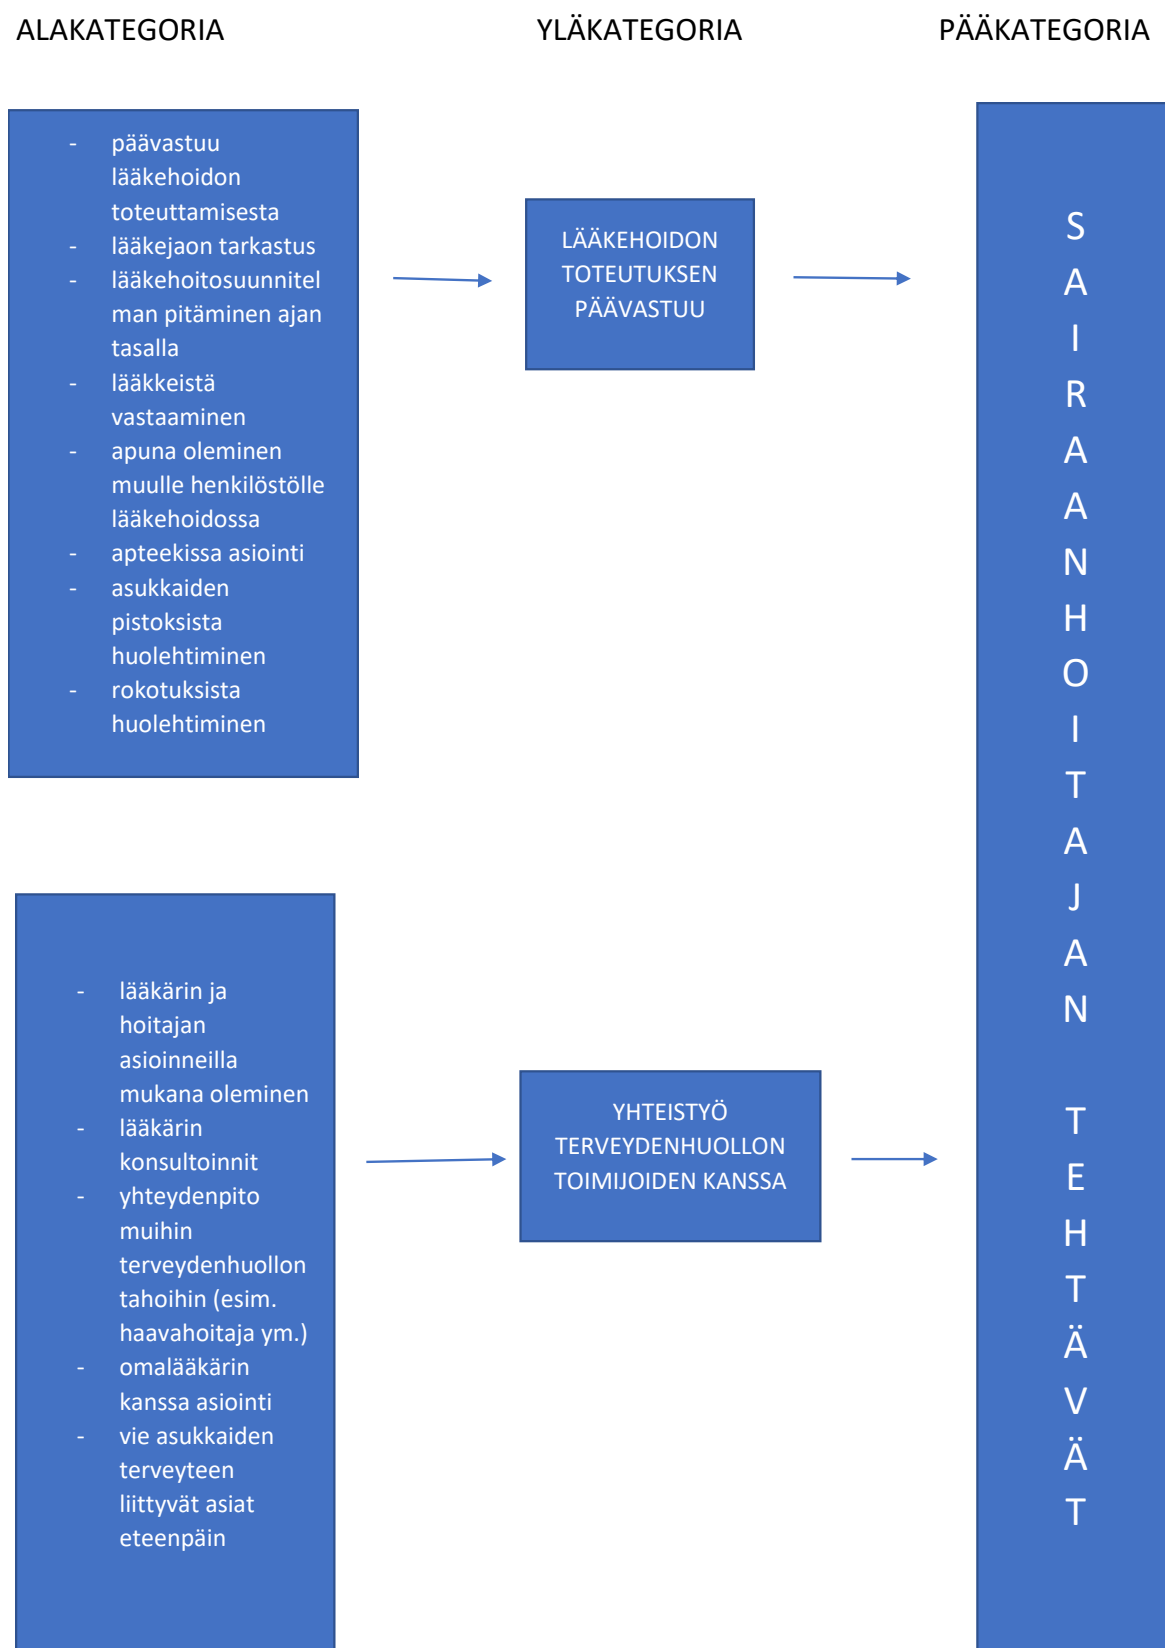 ALAKATEGORIA
YLÄKATEGORIA
PÄÄKATEGORIA
- päävastuu
lääkehoidon
toteuttamisesta
- lääkejaon tarkastus
- lääkehoitosuunnitel
man pitäminen ajan
tasalla
- lääkkeistä
vastaaminen
- apuna oleminen
muulle henkilöstölle
lääkehoidossa
- apteekissa asiointi
- asukkaiden
pistoksista
huolehtiminen
- rokotuksista
huolehtiminen
LÄÄKEHOIDON
TOTEUTUKSEN
PÄÄVASTUU
- lääkärin ja
hoitajan
asioinneilla
mukana oleminen
- lääkärin
konsultoinnit
- yhteydenpito
muihin
terveydenhuollon
tahoihin (esim.
haavahoitaja ym.)
- omalääkärin
kanssa asiointi
- vie asukkaiden
terveyteen
liittyvät asiat
eteenpäin
YHTEISTYÖ
TERVEYDENHUOLLON
TOIMIJOIDEN KANSSA
S
A
I
R
A
A
N
H
O
I
T
A
J
A
N
T
E
H
T
Ä
V
Ä
T